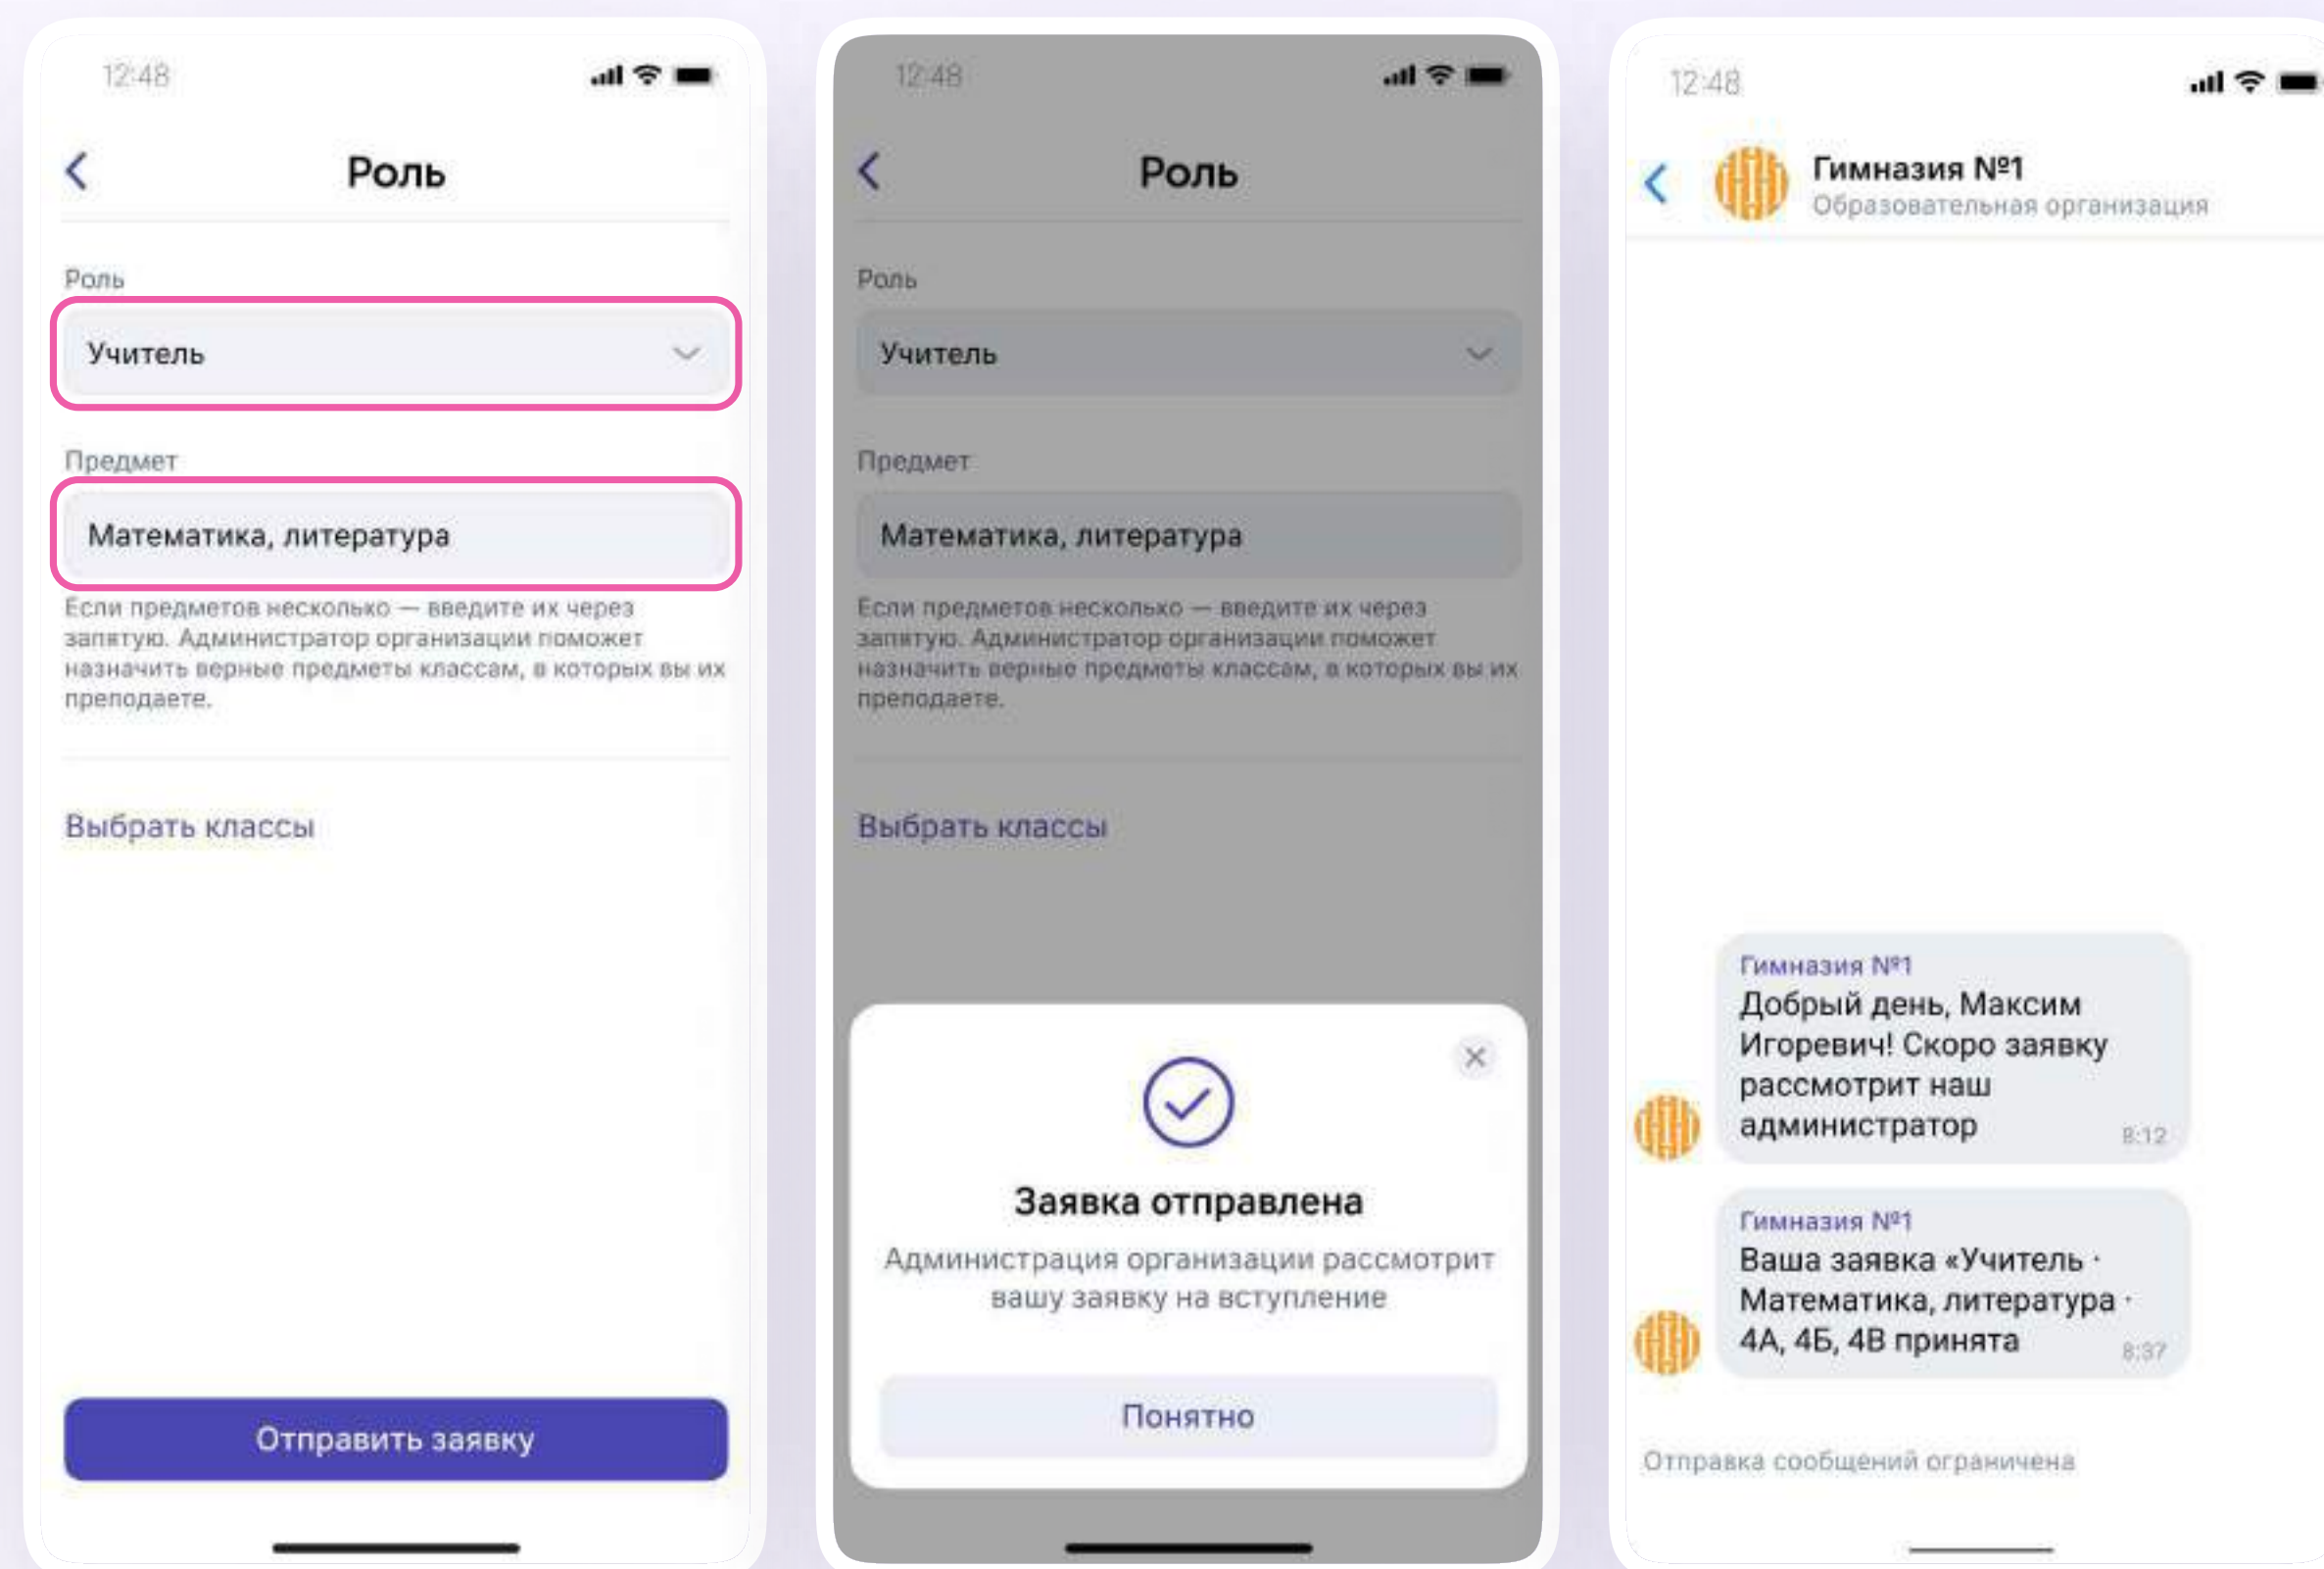 12:48
Роль
Роль
Учитель
Предмет
Математика, литература
Если предметов несколько — введите их через
запятую. Администратор организации поможет
назначить верные предметы классам, в которых вы их
преподаете.
Выбрать классы
Отправить заявку
12:48
Роль
Роль
Учитель
Предмет
Математика, литература
Если предметов несколько — введите их через
запятую. Администратор организации поможет
назначить верные предметы классам, в которых вы их
преподаете.
Выбрать классы
Заявка отправлена
Администрация организации рассмотрит
вашу заявку на вступление
Понятно
12:48
Гимназия №1
Образовательная организация
Гимназия №1
Добрый день, Максим
Игоревич! Скоро заявку
рассмотрит наш
администратор
8:12
Гимназия №1
Ваша заявка «Учитель ·
Математика, литература ·
4А, 4Б, 4В принята
8:37
Отправка сообщений ограничена